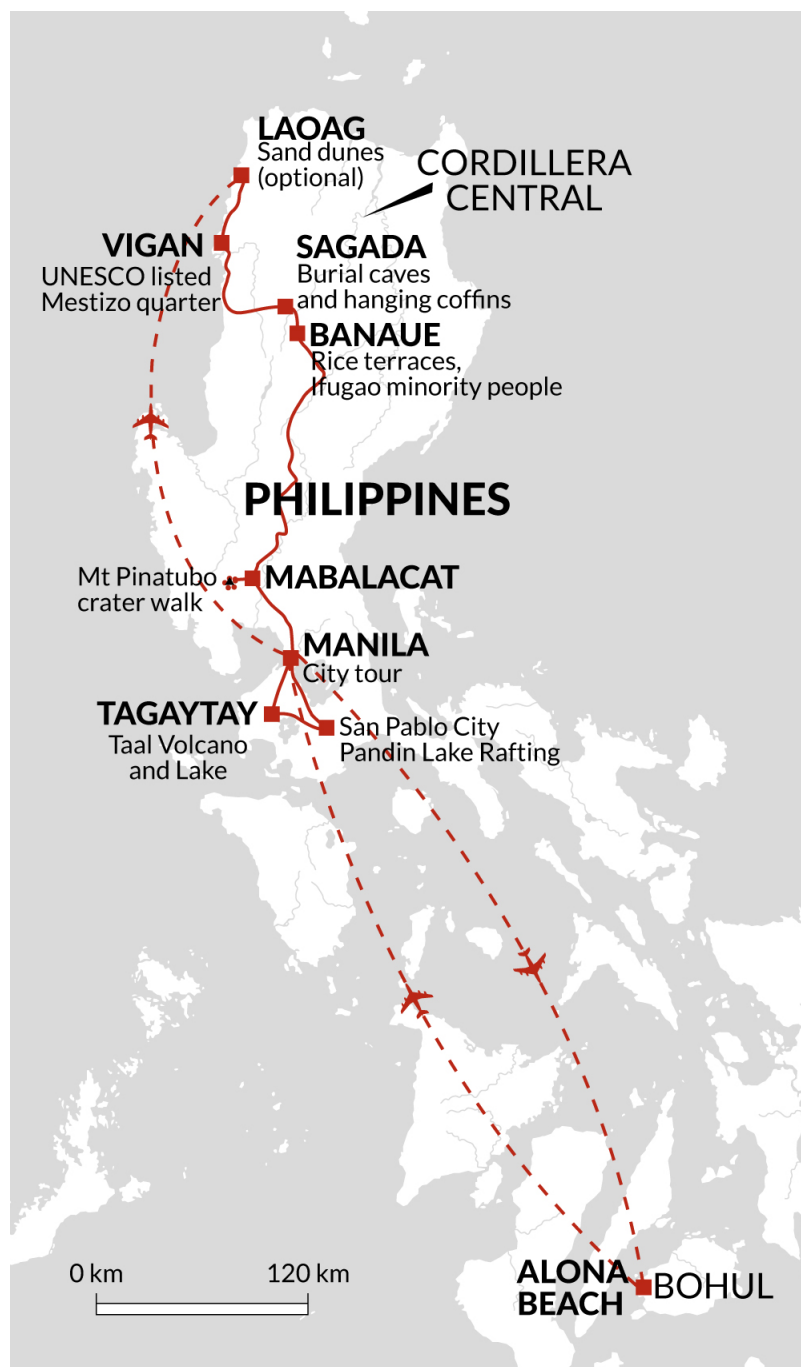 LAOAG
Sand dunes
(optional)
CORDILLERA
CENTRAL
VIGAN
UNESCO listed
Mestizo quarter
SAGADA
Burial caves
and hanging coffins
BANAUE
Rice terraces,
Ifugao minority people
PHILIPPINES
Mt Pinatubo
crater walk
MABALACAT
MANILA
City tour
TAGAYTAY
Taal Volcano
and Lake
San Pablo City
Pandin Lake Rafting
0 km
120 km
ALONA
BEACH
BOHUL